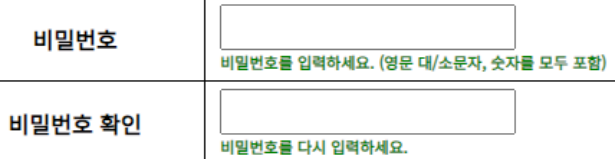 비밀번호
비밀번호를 입력하세요. (영문 대/소문자, 숫자를 모두 포함)
비밀번호 확인
비밀번호를 다시 입력하세요.